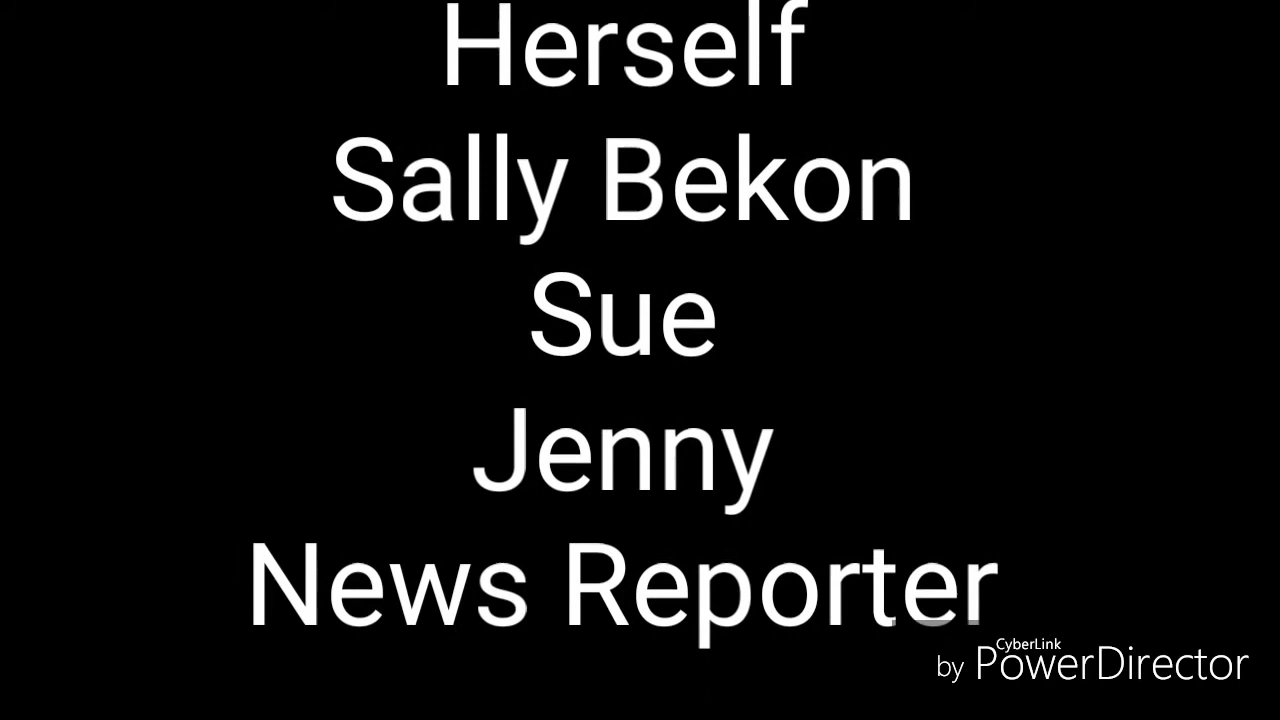 Herself
Sally Bekon
Sue
Jenny
News Reporter
CyberLink
by PowerDirector